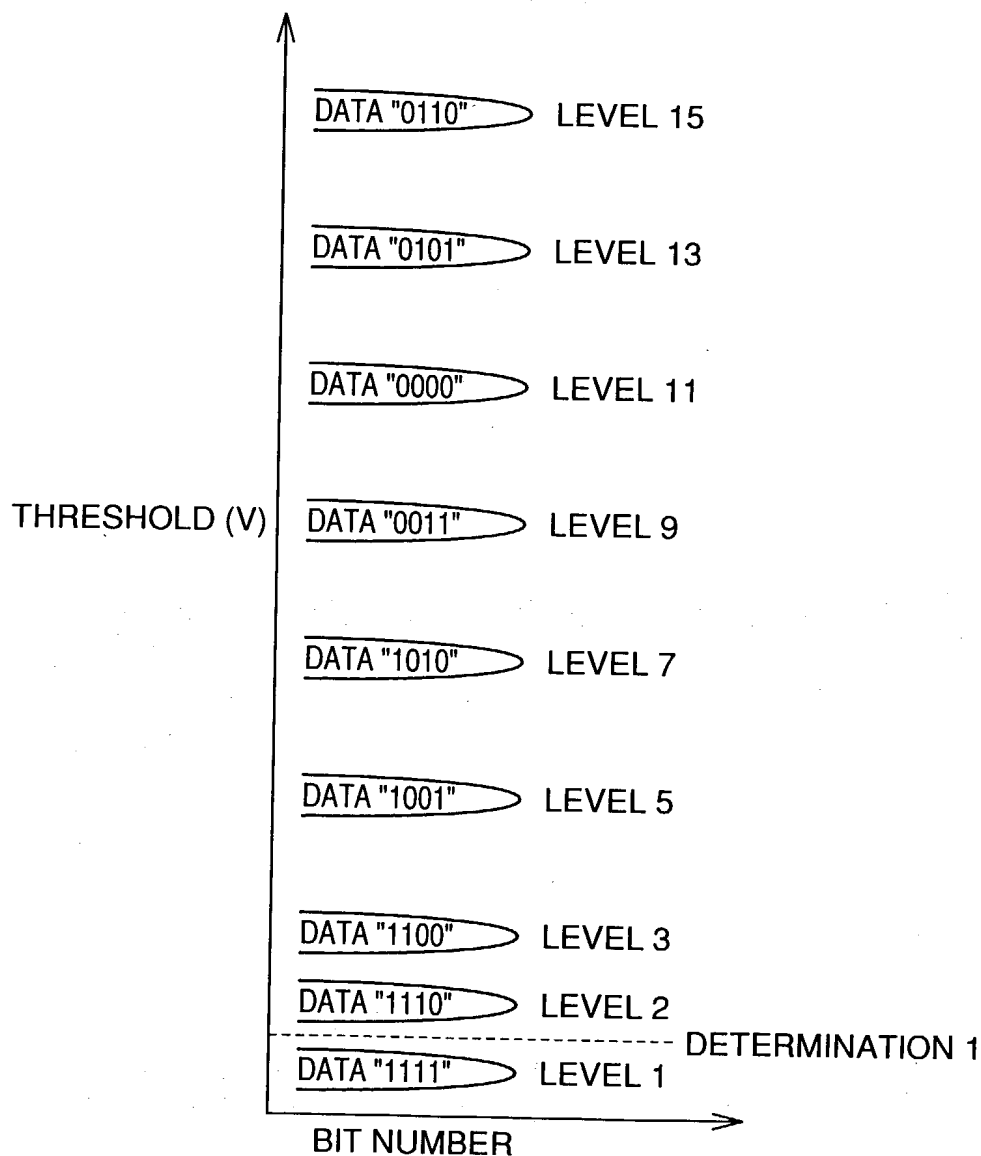 DATA "0110" LEVEL 15
DATA "0101" LEVEL 13
DATA "0000" LEVEL 11
THRESHOLD (V) DATA "0011" LEVEL 9
DATA "1010" LEVEL 7
DATA "1001" LEVEL 5
DATA "1100" LEVEL 3
DATA "1110" LEVEL 2
DETERMINATION 1
DATA "1111" LEVEL 1
BIT NUMBER